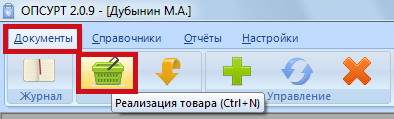 ОПСУРТ 2.0.9 - [Дубынин М.А.]
Документы Справочники Отчёты Настройки
Журнал Управление
Реализация товара (Ctrl+N)